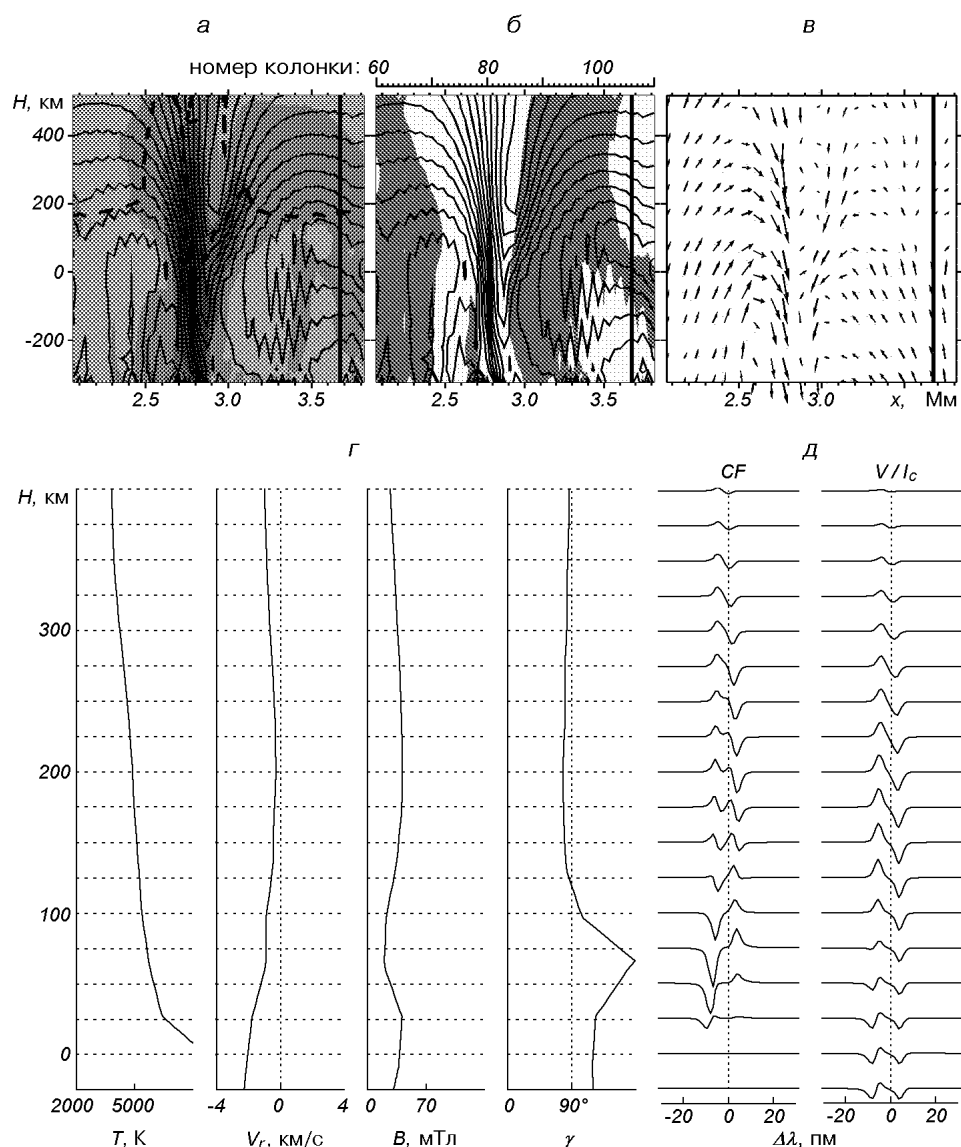 а б в
номер колонки: 60 80 100
H, км
400
200
0
-200
2.5 3.0 3.5 2.5 3.0 3.5 2.5 3.0 x, Мм
г д
H, км CF V / Ic
300
200
100
0
2000 5000 -4 0 4 0 70 0 90° -20 0 20 -20 0 20
T, К Vr, км/с B, мТл γ Δλ, пм